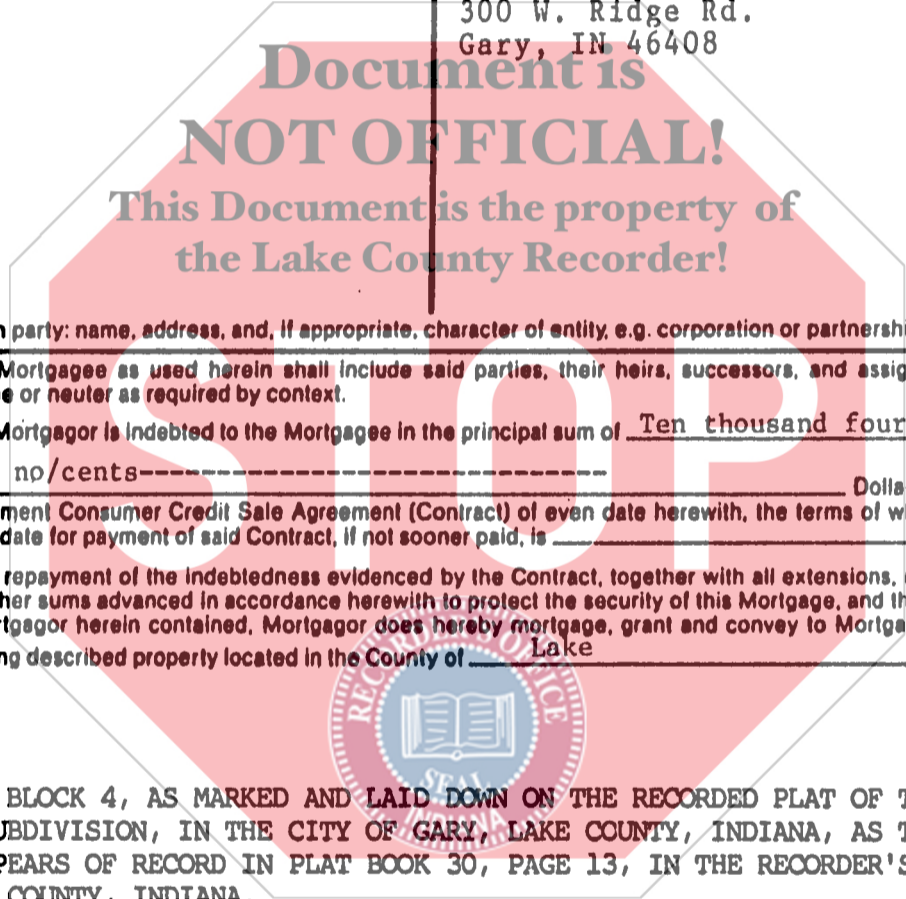 300 W. Ridge Rd.
Gary, IN 46408
Document is
NOT OFFICIAL!
This Document is the property of
the Lake County Recorder!
party: name, address, and, if appropriate, character of entity, e.g. corporation or partnershi
Mortgagee as used herein shall include said parties, their heirs, successors, and assig
e or neuter as required by context.
Mortgagor is indebted to the Mortgagee in the principal sum of Ten thousand four
no/cents-------------------------------
Dolla
ment Consumer Credit Sale Agreement (Contract) of even date herewith, the terms of w
date for payment of said Contract, if not sooner paid, is
STOP
repayment of the indebtedness evidenced by the Contract, together with all extensions,
her sums advanced in accordance herewith to protect the security of this Mortgage, and th
tgagor herein contained, Mortgagor does hereby mortgage, grant and convey to Mortga
ng described property located in the County of Lake
RECORDER'S OFFICE
SEAL
INDIANA
BLOCK 4, AS MARKED AND LAID DOWN ON THE RECORDED PLAT OF T
UBDIVISION, IN THE CITY OF GARY, LAKE COUNTY, INDIANA, AS T
PEARS OF RECORD IN PLAT BOOK 30, PAGE 13, IN THE RECORDER'S
COUNTY, INDIANA.